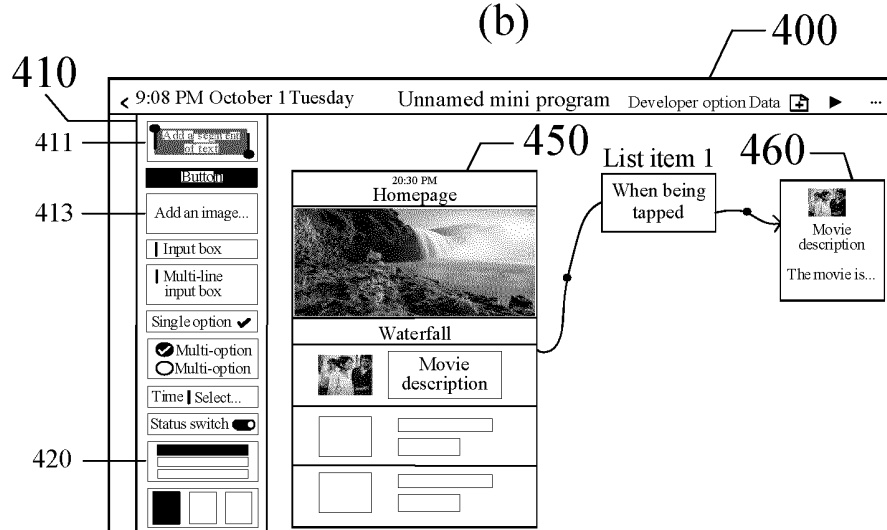 (b)
400
410
9:08 PM October 1 Tuesday
Unnamed mini program
Developer option Data
...
411
Add a segment
of text
Button
413
Add an image...
Input box
Multi-line
input box
Single option
Multi-option
Multi-option
Time
Select...
Status switch
420
450
20:30 PM
Homepage
Waterfall
Movie
description
List item 1
When being
tapped
460
Movie
description
The movie is...